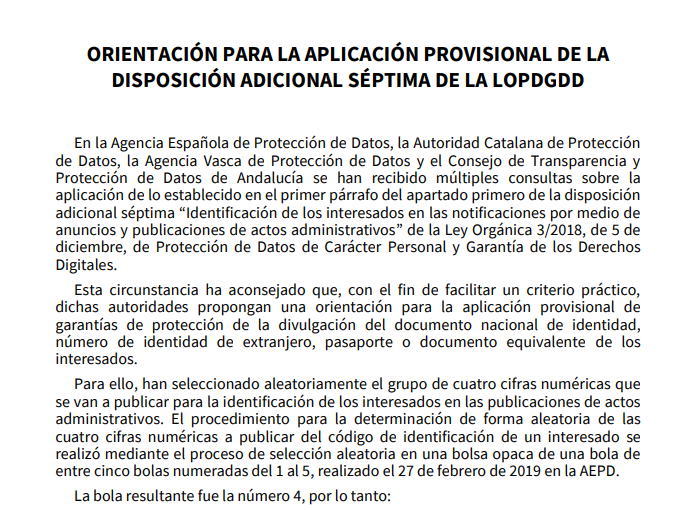 ORIENTACIÓN PARA LA APLICACIÓN PROVISIONAL DE LA
DISPOSICIÓN ADICIONAL SÉPTIMA DE LA LOPDGDD
En la Agencia Española de Protección de Datos, la Autoridad Catalana de Protección
de Datos, la Agencia Vasca de Protección de Datos y el Consejo de Transparencia y
Protección de Datos de Andalucía se han recibido múltiples consultas sobre la
aplicación de lo establecido en el primer párrafo del apartado primero de la disposición
adicional séptima “Identificación de los interesados en las notificaciones por medio de
anuncios y publicaciones de actos administrativos” de la Ley Orgánica 3/2018, de 5 de
diciembre, de Protección de Datos de Carácter Personal y Garantía de los Derechos
Digitales.
Esta circunstancia ha aconsejado que, con el fin de facilitar un criterio práctico,
dichas autoridades propongan una orientación para la aplicación provisional de
garantías de protección de la divulgación del documento nacional de identidad,
número de identidad de extranjero, pasaporte o documento equivalente de los
interesados.
Para ello, han seleccionado aleatoriamente el grupo de cuatro cifras numéricas que
se van a publicar para la identificación de los interesados en las publicaciones de actos
administrativos. El procedimiento para la determinación de forma aleatoria de las
cuatro cifras numéricas a publicar del código de identificación de un interesado se
realizó mediante el proceso de selección aleatoria en una bolsa opaca de una bola de
entre cinco bolas numeradas del 1 al 5, realizado el 27 de febrero de 2019 en la AEPD.
La bola resultante fue la número 4, por lo tanto: